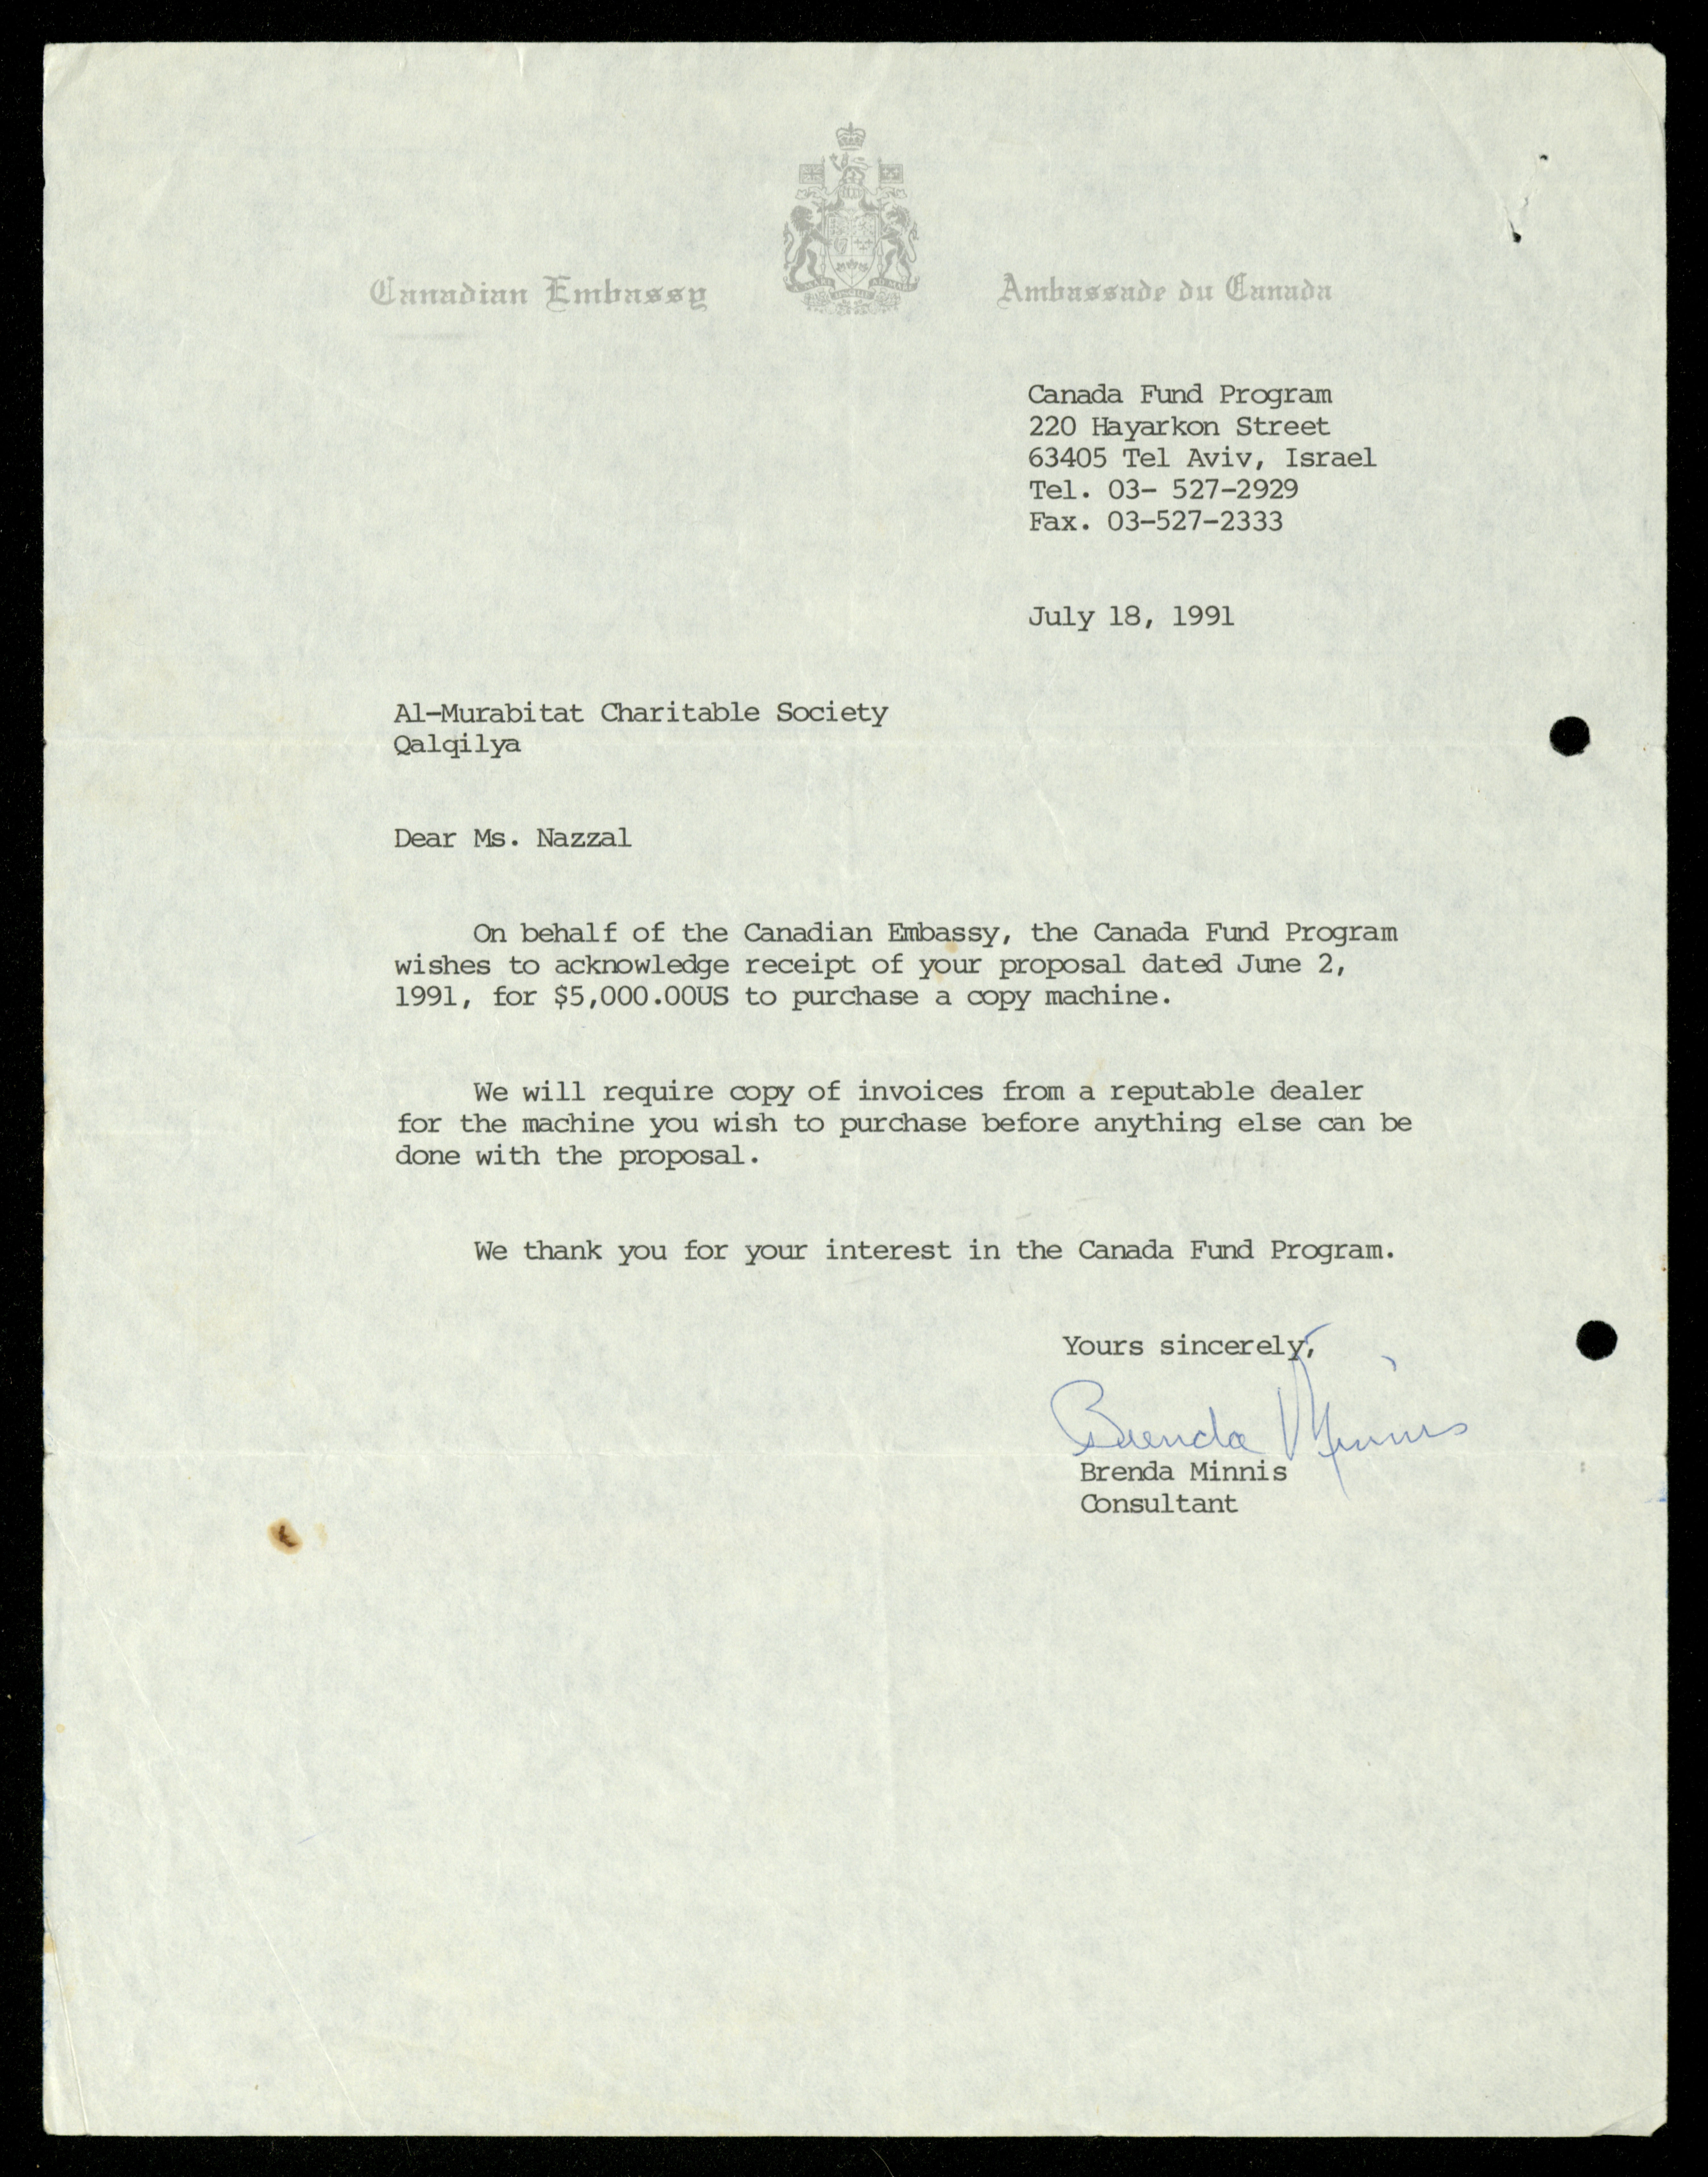 Canadian Embassy
Ambassade du Canada
Canada Fund Program
220 Hayarkon Street
63405 Tel Aviv, Israel
Tel. 03- 527-2929
Fax. 03-527-2333
July 18, 1991
Al-Murabitat Charitable Society
Qalqilya
Dear Ms. Nazzal
On behalf of the Canadian Embassy, the Canada Fund Program
wishes to acknowledge receipt of your proposal dated June 2,
1991, for $5,000.00US to purchase a copy machine.
We will require copy of invoices from a reputable dealer
for the machine you wish to purchase before anything else can be
done with the proposal.
We thank you for your interest in the Canada Fund Program.
Yours sincerely,
Brenda Minnis
Brenda Minnis
Consultant